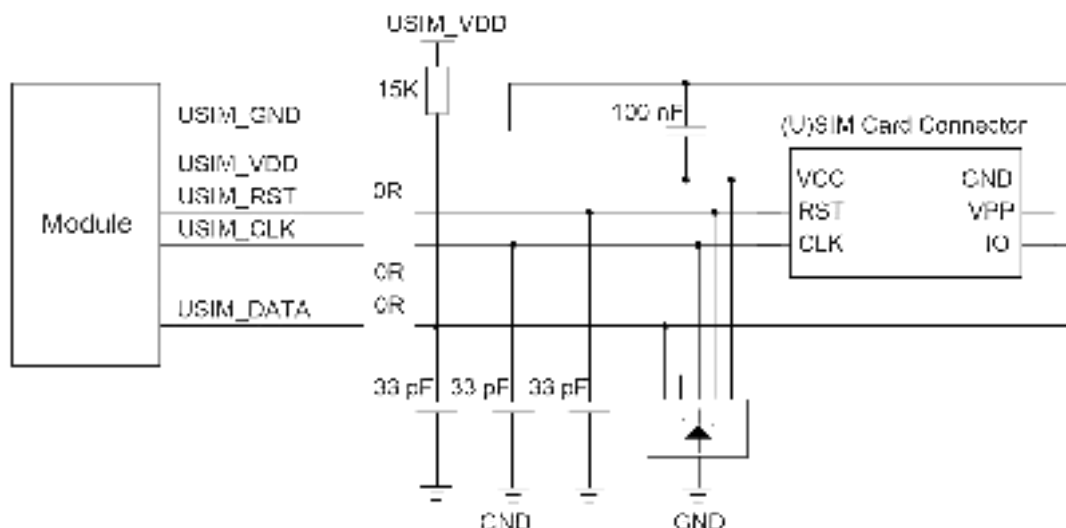 USIM_VDD
15K
USIM_GND
100 nF
(U)SIM Card Connector
USIM_VDD
VCC
GND
USIM_RST
0R
RST
VPP
Module
USIM_CLK
CLK
IO
0R
USIM_DATA
0R
33 pF
33 pF
33 pF
GND
GND